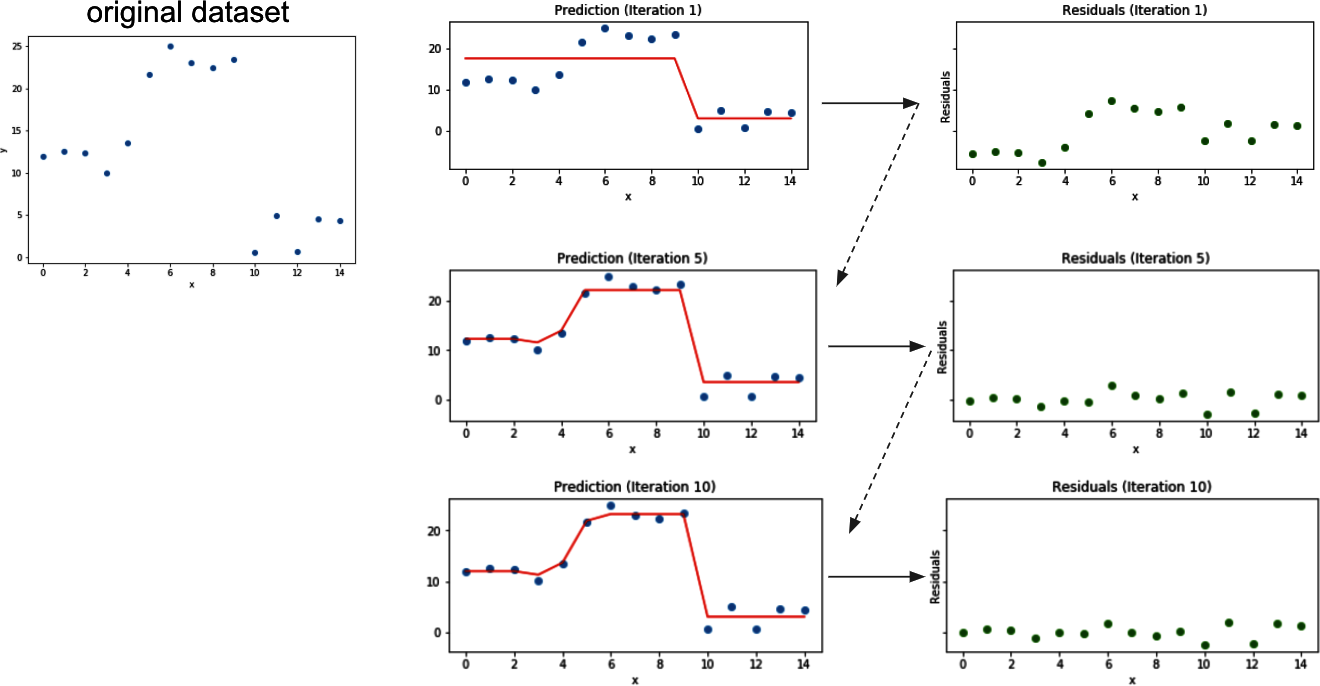 original dataset
25
20
15
10
5
0
y
0 2 4 6 8 10 12 14
x
Prediction (Iteration 1)
20
10
0
0 2 4 6 8 10 12 14
x
Residuals (Iteration 1)
Residuals
0 2 4 6 8 10 12 14
x
Prediction (Iteration 5)
20
10
0
0 2 4 6 8 10 12 14
x
Residuals (Iteration 5)
Residuals
0 2 4 6 8 10 12 14
x
Prediction (Iteration 10)
20
10
0
0 2 4 6 8 10 12 14
x
Residuals (Iteration 10)
Residuals
0 2 4 6 8 10 12 14
x